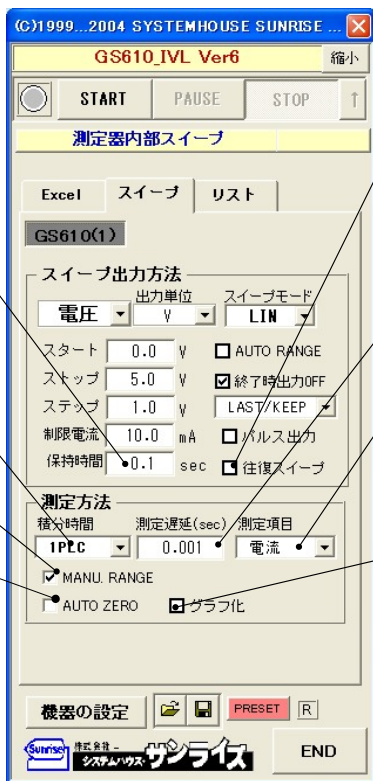 (C)1999...2004 SYSTEMHOUSE SUNRISE ...
GS610_IVL Ver6 縮小
START PAUSE STOP ↑
測定器内部スイープ
Excel スイープ リスト
GS610(1)
スイープ出力方法
出力単位 スイープモード
電圧 V LIN
スタート 0.0 V AUTO RANGE
ストップ 5.0 V 終了時出力OFF
ステップ 1.0 V LAST/KEEP
制限電流 10.0 mA パルス出力
保持時間 0.1 sec 往復スイープ
測定方法
積分時間 測定遅延(sec) 測定項目
1PLC 0.001 電流
MANU. RANGE
AUTO ZERO グラフ化
機器の設定 PRESET R
Sunrise 株式会社 システムハウス・サンライズ END